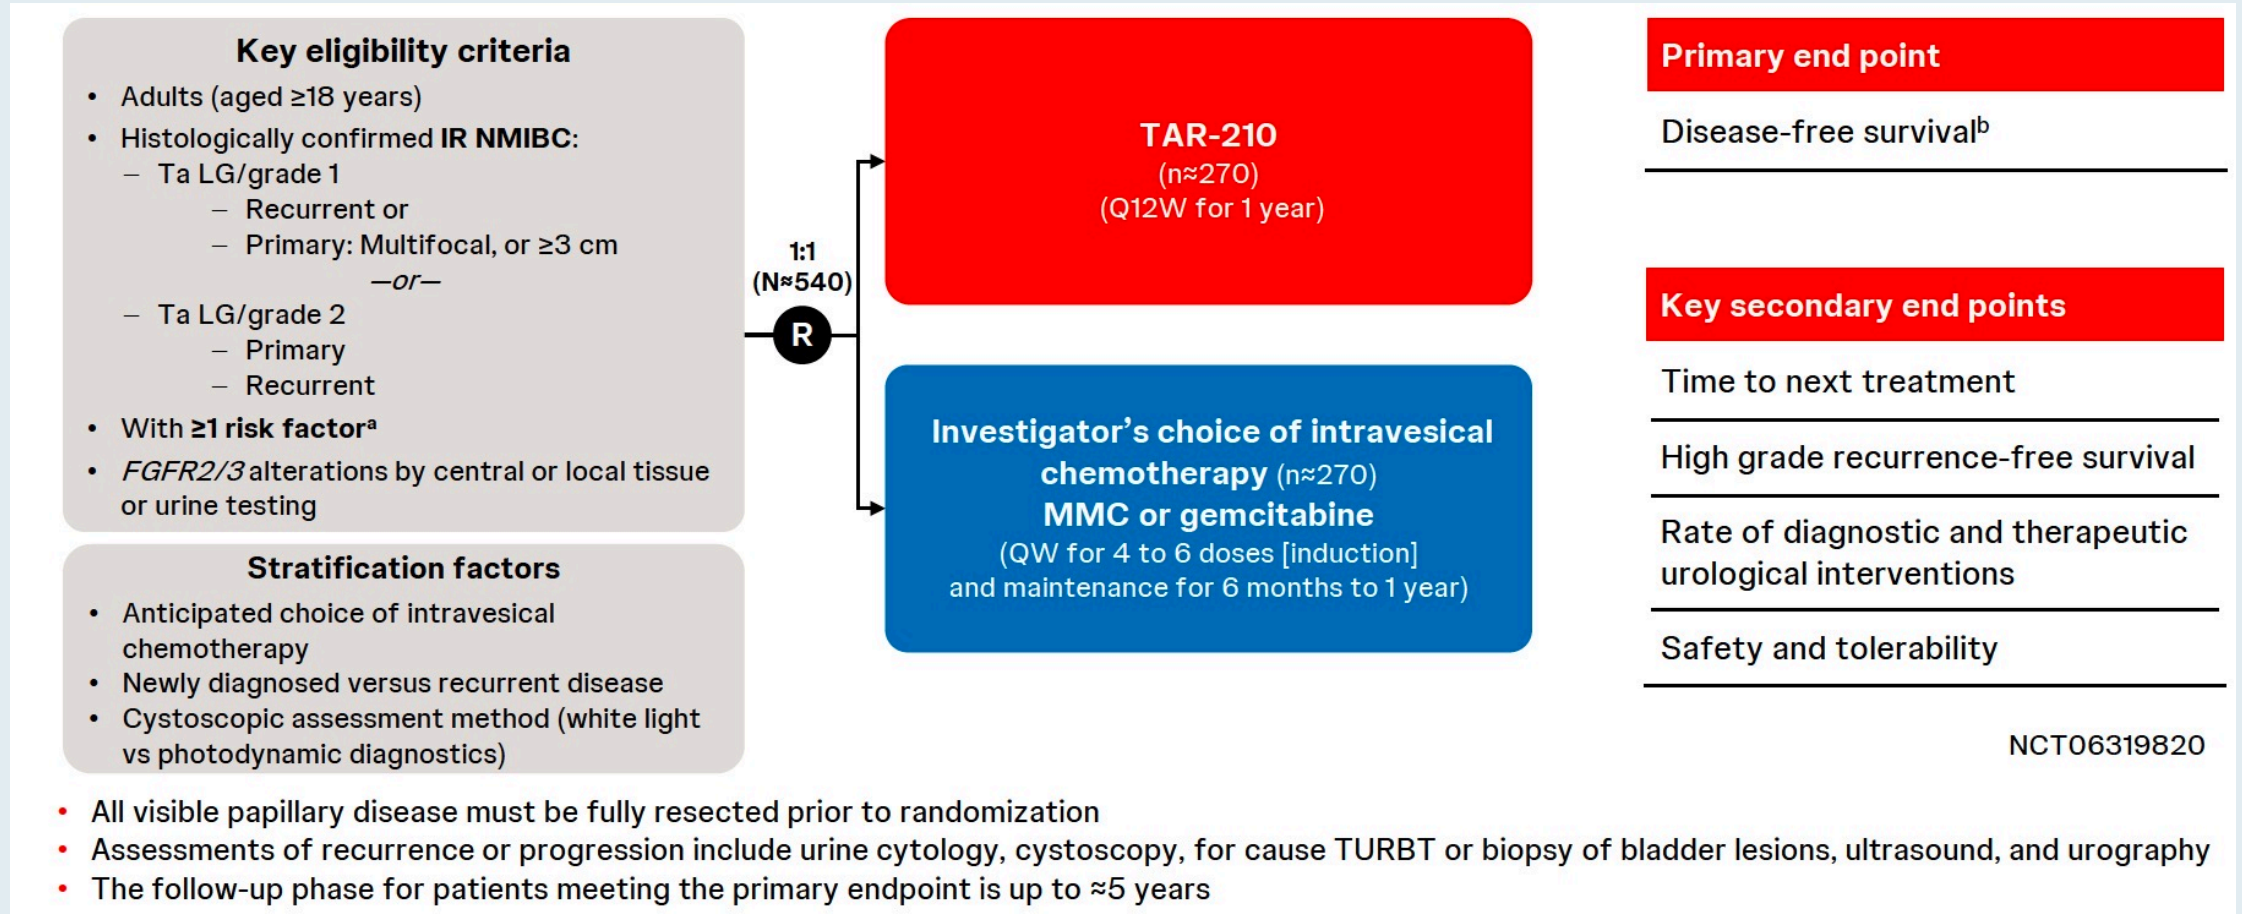 Key eligibility criteria
• Adults (aged ≥18 years)
• Histologically confirmed IR NMIBC:
– Ta LG/grade 1
– Recurrent or
– Primary: Multifocal, or ≥3 cm
—or—
– Ta LG/grade 2
– Primary
– Recurrent
• With ≥1 risk factorᵃ
• FGFR2/3 alterations by central or local tissue
or urine testing
Stratification factors
• Anticipated choice of intravesical
chemotherapy
• Newly diagnosed versus recurrent disease
• Cystoscopic assessment method (white light
vs photodynamic diagnostics)
1:1
(N≈540)
R
TAR-210
(n≈270)
(Q12W for 1 year)
Investigator’s choice of intravesical
chemotherapy (n≈270)
MMC or gemcitabine
(QW for 4 to 6 doses [induction]
and maintenance for 6 months to 1 year)
Primary end point
Disease-free survivalᵇ
Key secondary end points
Time to next treatment
High grade recurrence-free survival
Rate of diagnostic and therapeutic
urological interventions
Safety and tolerability
NCT06319820
• All visible papillary disease must be fully resected prior to randomization
• Assessments of recurrence or progression include urine cytology, cystoscopy, for cause TURBT or biopsy of bladder lesions, ultrasound, and urography
• The follow-up phase for patients meeting the primary endpoint is up to ≈5 years